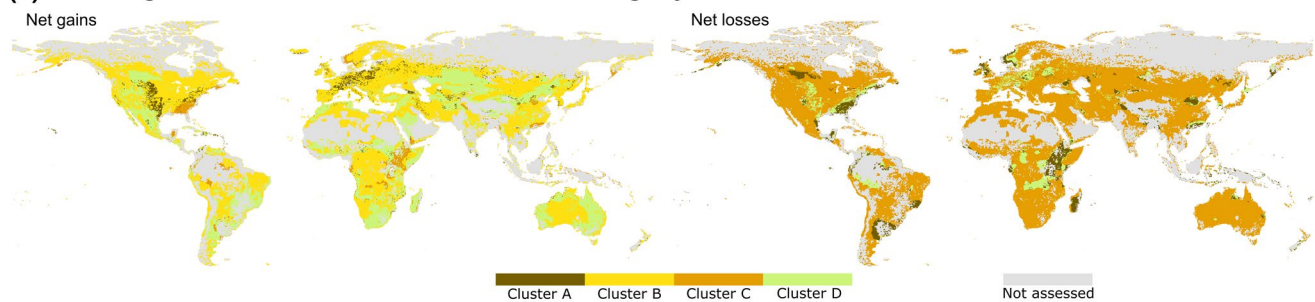 Net gains
Net losses
Cluster A
Cluster B
Cluster C
Cluster D
Not assessed